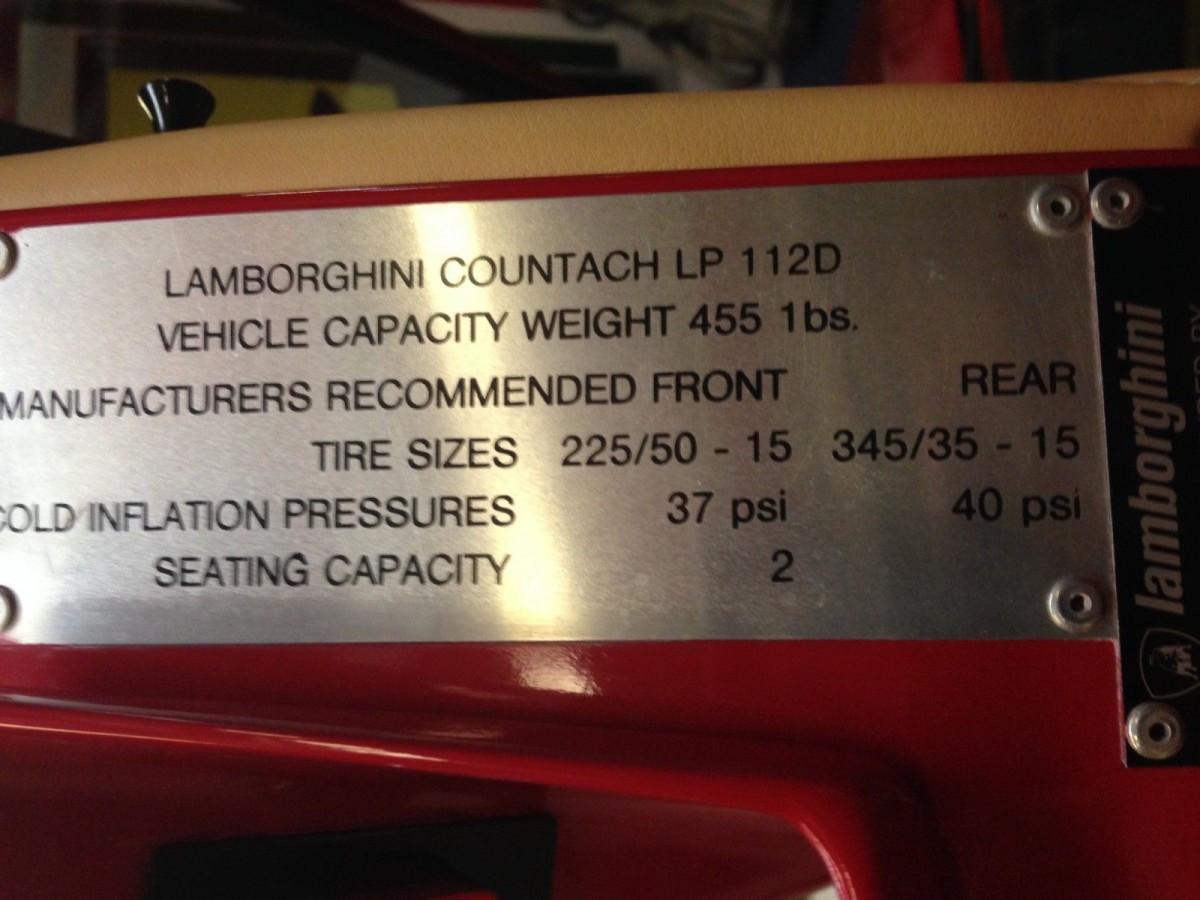 LAMBORGHINI COUNTACH LP 112D
VEHICLE CAPACITY WEIGHT 455 1bs.
MANUFACTURERS RECOMMENDED FRONT REAR
TIRE SIZES 225/50 - 15 345/35 - 15
COLD INFLATION PRESSURES 37 psi 40 psi
SEATING CAPACITY 2
lamborghini